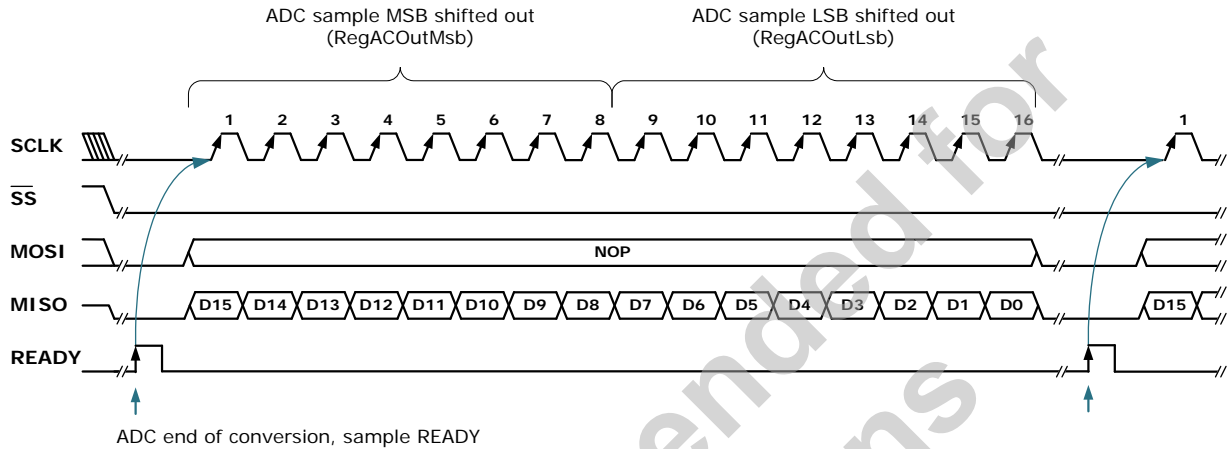 ADC sample MSB shifted out
(RegACOutMsb)
ADC sample LSB shifted out
(RegACOutLsb)
1 2 3 4 5 6 7 8 9 10 11 12 13 14 15 16 1
SCLK
SS
MOSI NOP
MISO D15 D14 D13 D12 D11 D10 D9 D8 D7 D6 D5 D4 D3 D2 D1 D0 D15
READY
ADC end of conversion, sample READY
ended for
ns